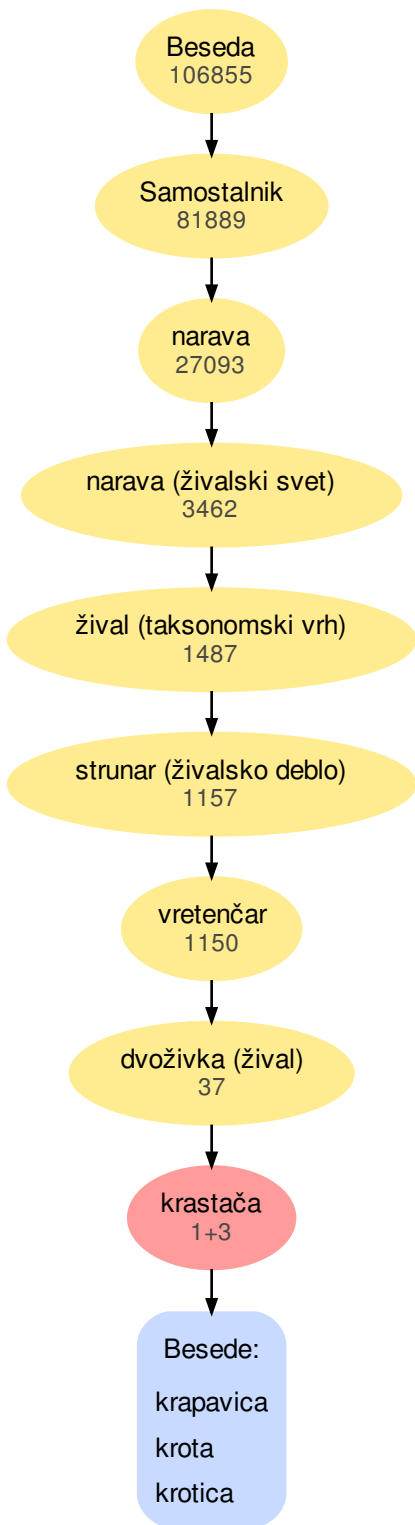 Beseda
106855
Samostalnik
81889
narava
27093
narava (živalski svet)
3462
žival (taksonomski vrh)
1487
strunar (živalsko deblo)
1157
vretenčar
1150
dvoživka (žival)
37
krastača
1+3
Besede:
krapavica
krota
krotica